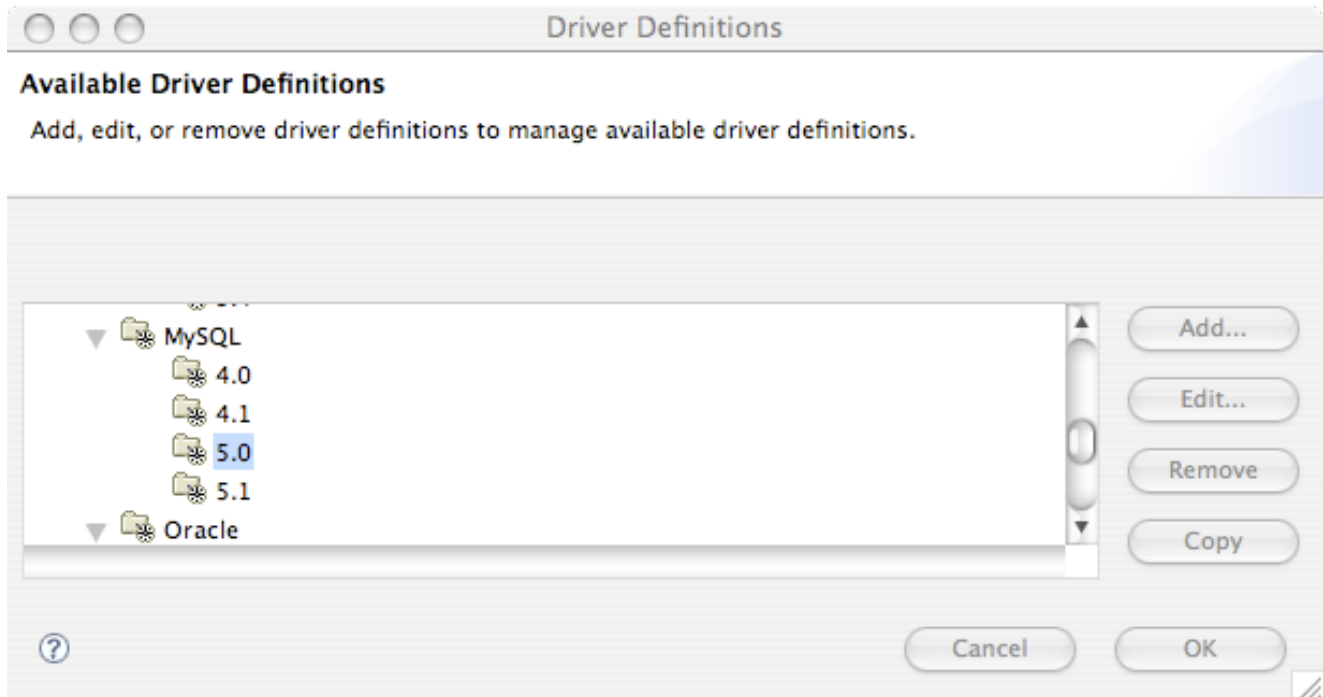 Driver Definitions
Available Driver Definitions
Add, edit, or remove driver definitions to manage available driver definitions.
MySQL
4.0
4.1
5.0
5.1
Oracle
Add...
Edit...
Remove
Copy
?
Cancel
OK